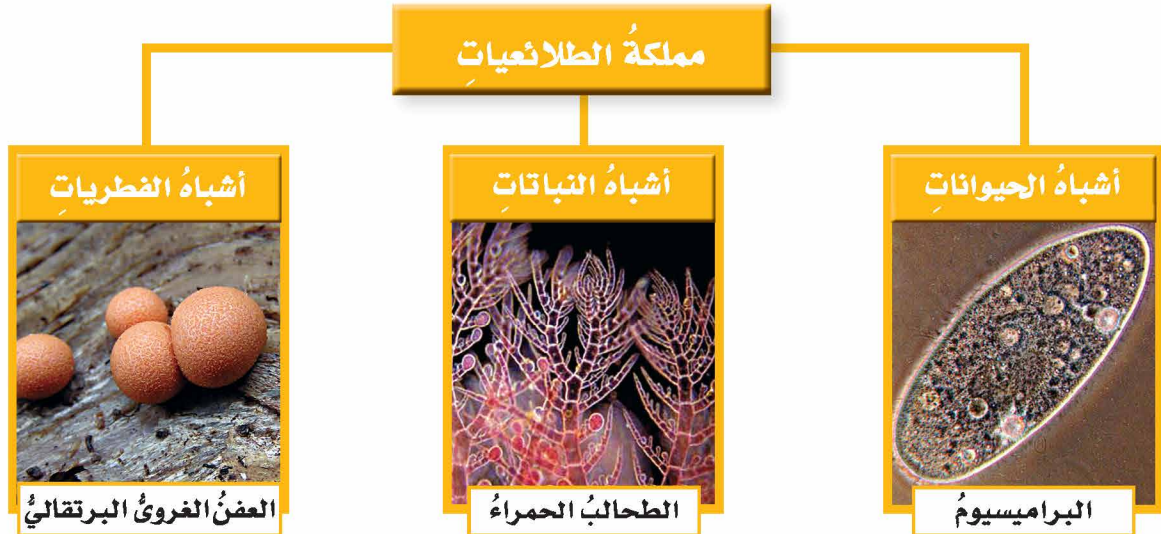 مملكةُ الطلائعياتِ
أشباهُ الحيواناتِ
أشباهُ النباتاتِ
أشباهُ الفطرياتِ
البراميسيومُ
الطحالبُ الحمراءُ
العفنُ الغرويُّ البرتقاليُّ